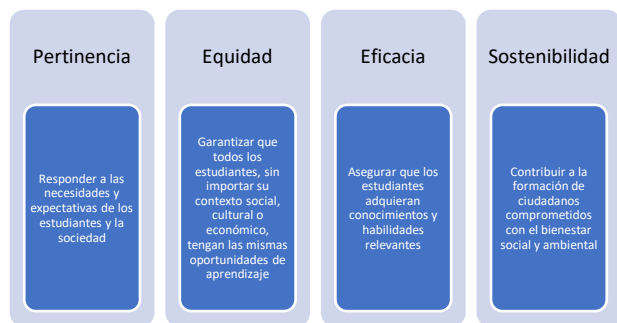 Pertinencia
Responder a las
necesidades y
expectativas de los
estudiantes y la
sociedad
Equidad
Garantizar que
todos los
estudiantes, sin
importar su
contexto social,
cultural o
económico,
tengan las mismas
oportunidades de
aprendizaje
Eficacia
Asegurar que los
estudiantes
adquieran
conocimientos y
habilidades
relevantes
Sostenibilidad
Contribuir a la
formación de
ciudadanos
comprometidos
con el bienestar
social y ambiental